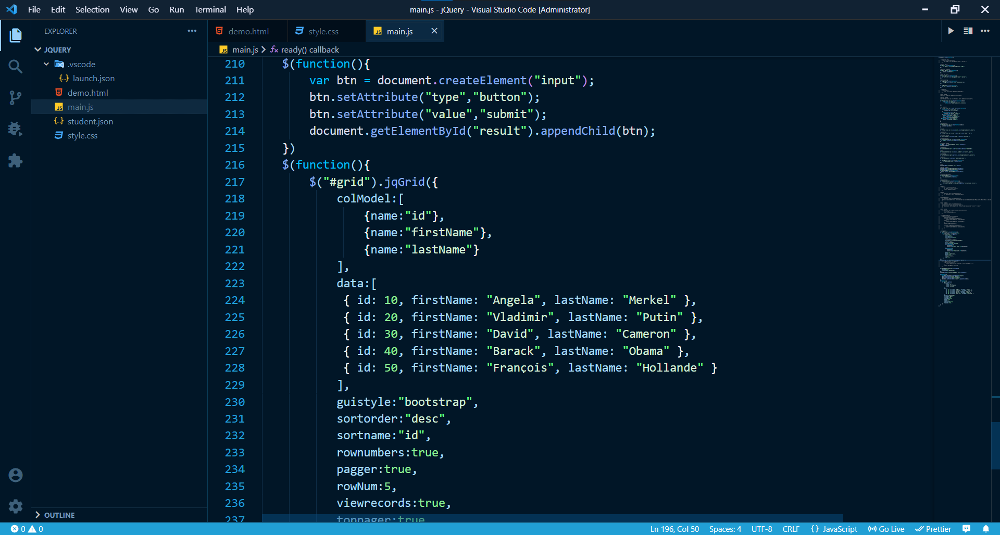 File Edit Selection View Go Run Terminal Help
main.js - jQuery - Visual Studio Code [Administrator]
EXPLORER
JQUERY
.vscode
{..} launch.json
demo.html
JS main.js
{..} student.json
style.css
OUTLINE
demo.html
style.css
JS main.js
JS main.js > ready() callback
210 $(function(){
211 var btn = document.createElement("input");
212 btn.setAttribute("type","button");
213 btn.setAttribute("value","submit");
214 document.getElementById("result").appendChild(btn);
215 })
216 $(function(){
217 $("#grid").jqGrid({
218 colModel:[
219 {name:"id"},
220 {name:"firstName"},
221 {name:"lastName"}
222 ],
223 data:[
224 { id: 10, firstName: "Angela", lastName: "Merkel" },
225 { id: 20, firstName: "Vladimir", lastName: "Putin" },
226 { id: 30, firstName: "David", lastName: "Cameron" },
227 { id: 40, firstName: "Barack", lastName: "Obama" },
228 { id: 50, firstName: "François", lastName: "Hollande" }
229 ],
230 guistyle:"bootstrap",
231 sortorder:"desc",
232 sortname:"id",
233 rownumbers:true,
234 pagger:true,
235 rowNum:5,
236 viewrecords:true,
237 toppager:true
0 0
Ln 196, Col 50 Spaces: 4 UTF-8 CRLF {} JavaScript Go Live Prettier